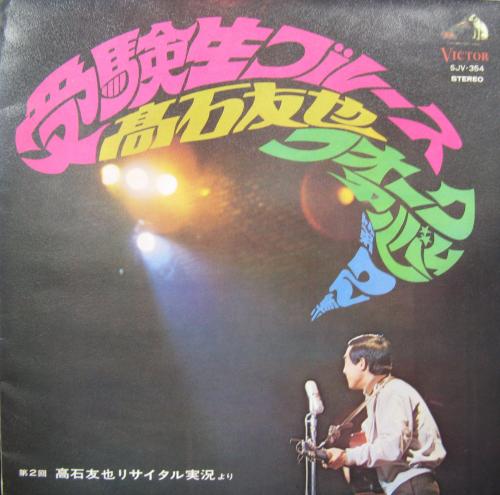 受験生ブルース
髙石友也
フォーク・アルバム
第2集
VICTOR
SJV-354
STEREO
第2回 高石友也リサイタル実況より